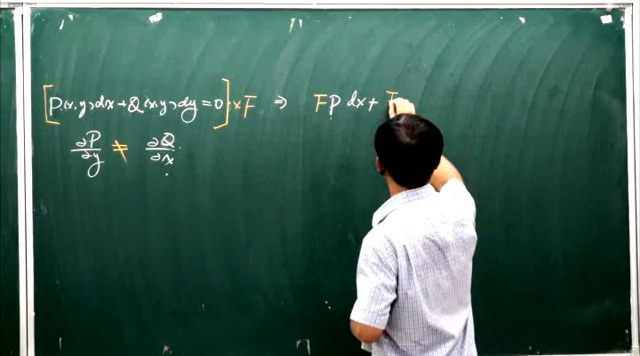 [P(x,y)dx+Q(x,y)dy=0]×F ⇒ FP dx+ F
∂P/∂y ≠ ∂Q/∂x